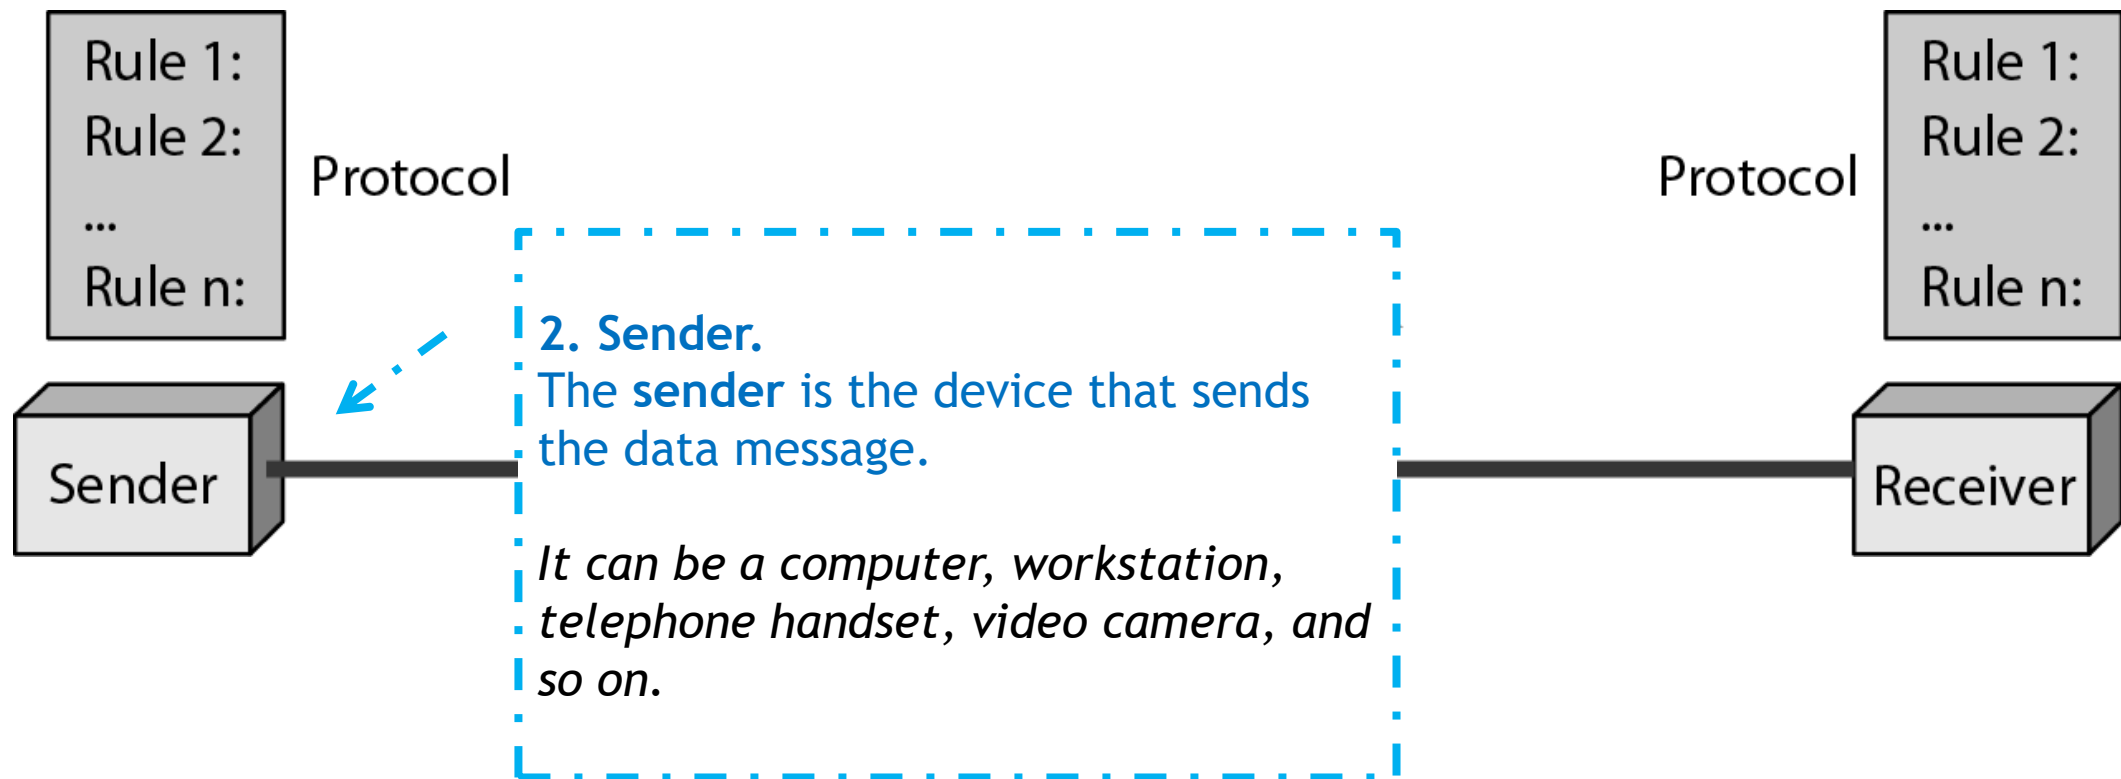 Rule 1:
Rule 2:
...
Rule n:
Protocol
Protocol
Rule 1:
Rule 2:
...
Rule n:
2. Sender.
The sender is the device that sends
the data message.
It can be a computer, workstation,
telephone handset, video camera, and
so on.
Sender
Receiver